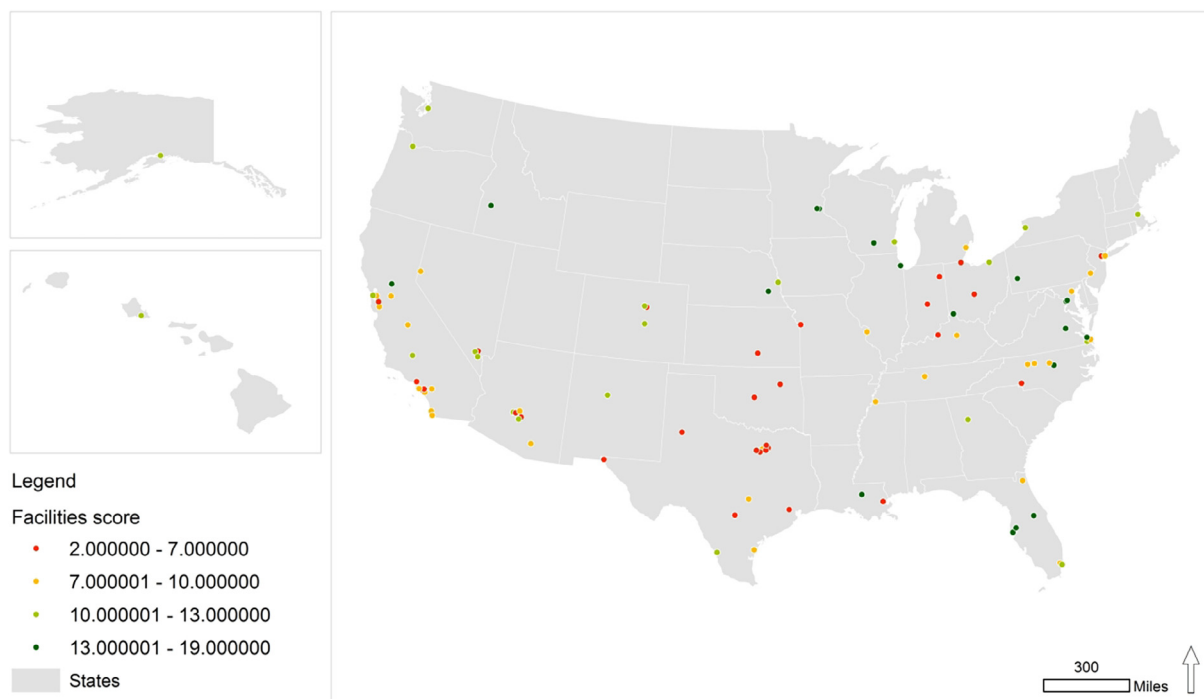 Legend
Facilities score
2.000000 - 7.000000
7.000001 - 10.000000
10.000001 - 13.000000
13.000001 - 19.000000
States
300
Miles